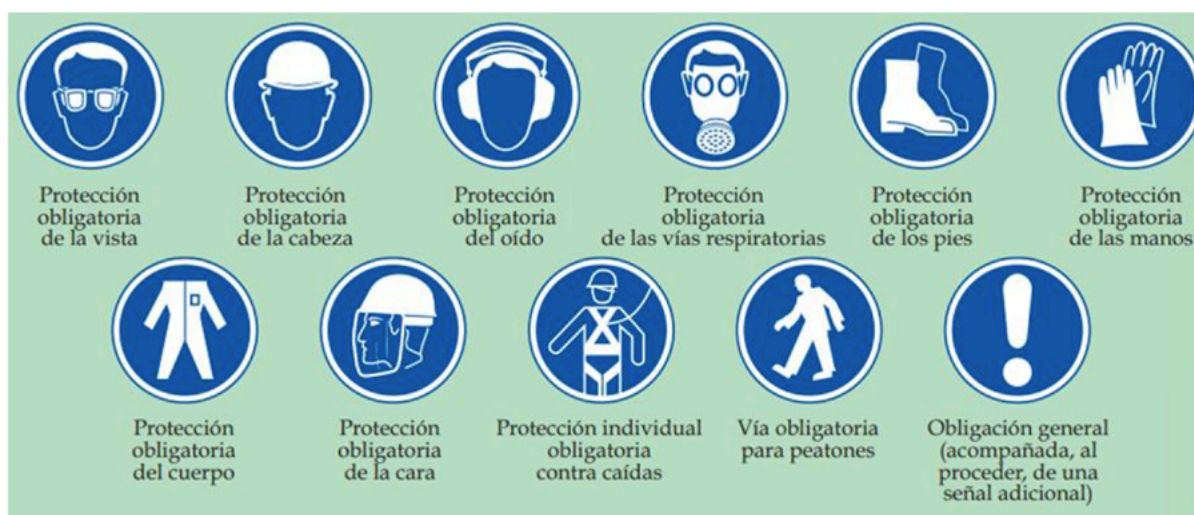 Protección
obligatoria
de la vista
Protección
obligatoria
de la cabeza
Protección
obligatoria
del oído
Protección
obligatoria
de las vías respiratorias
Protección
obligatoria
de los pies
Protección
obligatoria
de las manos
Protección
obligatoria
del cuerpo
Protección
obligatoria
de la cara
Protección individual
obligatoria
contra caídas
Vía obligatoria
para peatones
Obligación general
(acompañada, al
proceder, de una
señal adicional)